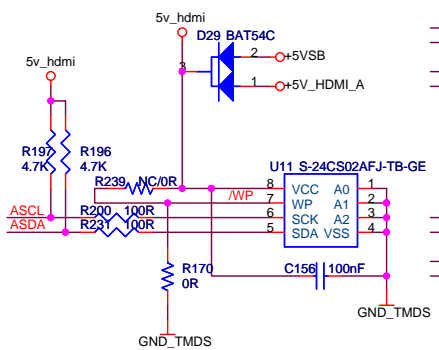 5v_hdmi
D29 BAT54C
2
+5VSB
3
5v_hdmi
1
+5V_HDMI_A
R197
4.7K
R196
4.7K
U11 S-24CS02AFJ-TB-GE
R239 NC/0R
8 VCC A0 1
/WP
7 WP A1 2
ASCL
R200 100R
6 SCK A2 3
ASDA
R231 100R
5 SDA VSS 4
R170
0R
C156 100nF
GND_TMDS
GND_TMDS